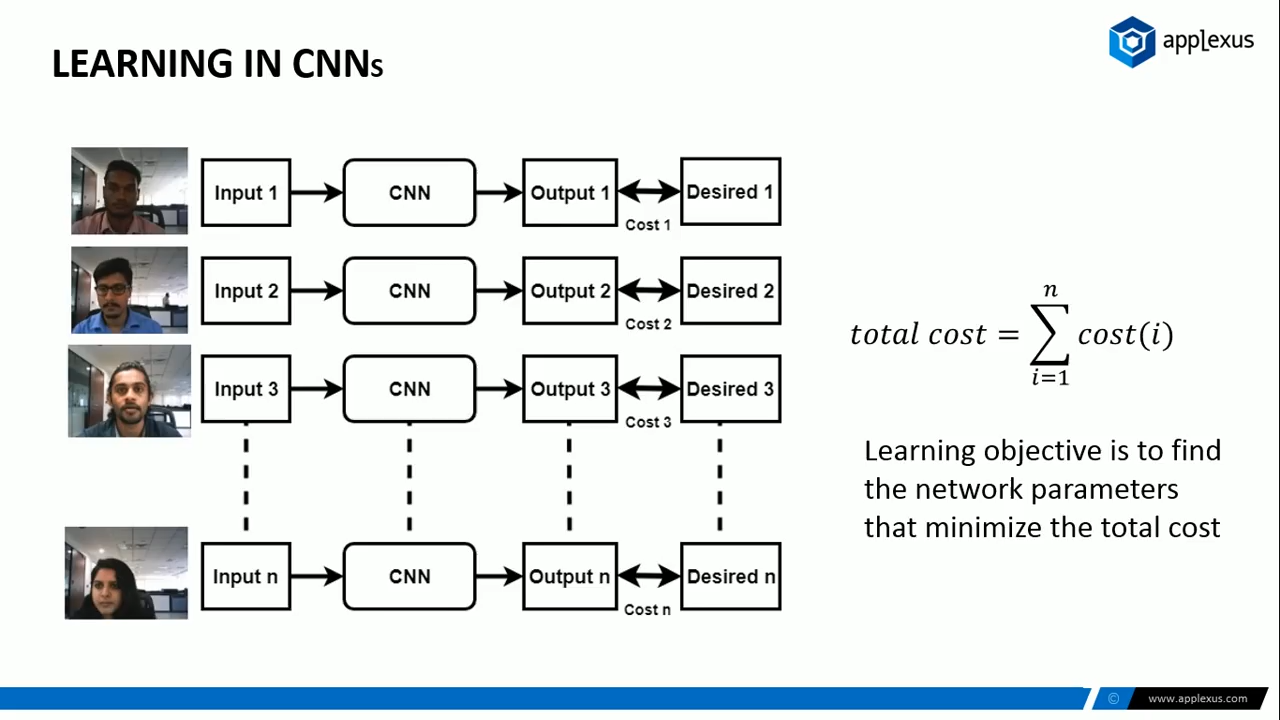 LEARNING IN CNNs
applexus
Input 1
CNN
Output 1
Desired 1
Cost 1
Input 2
CNN
Output 2
Desired 2
Cost 2
Input 3
CNN
Output 3
Desired 3
Cost 3
Input n
CNN
Output n
Desired n
Cost n
total cost = ∑_{i=1}^{n} cost(i)
Learning objective is to find
the network parameters
that minimize the total cost
© www.applexus.com